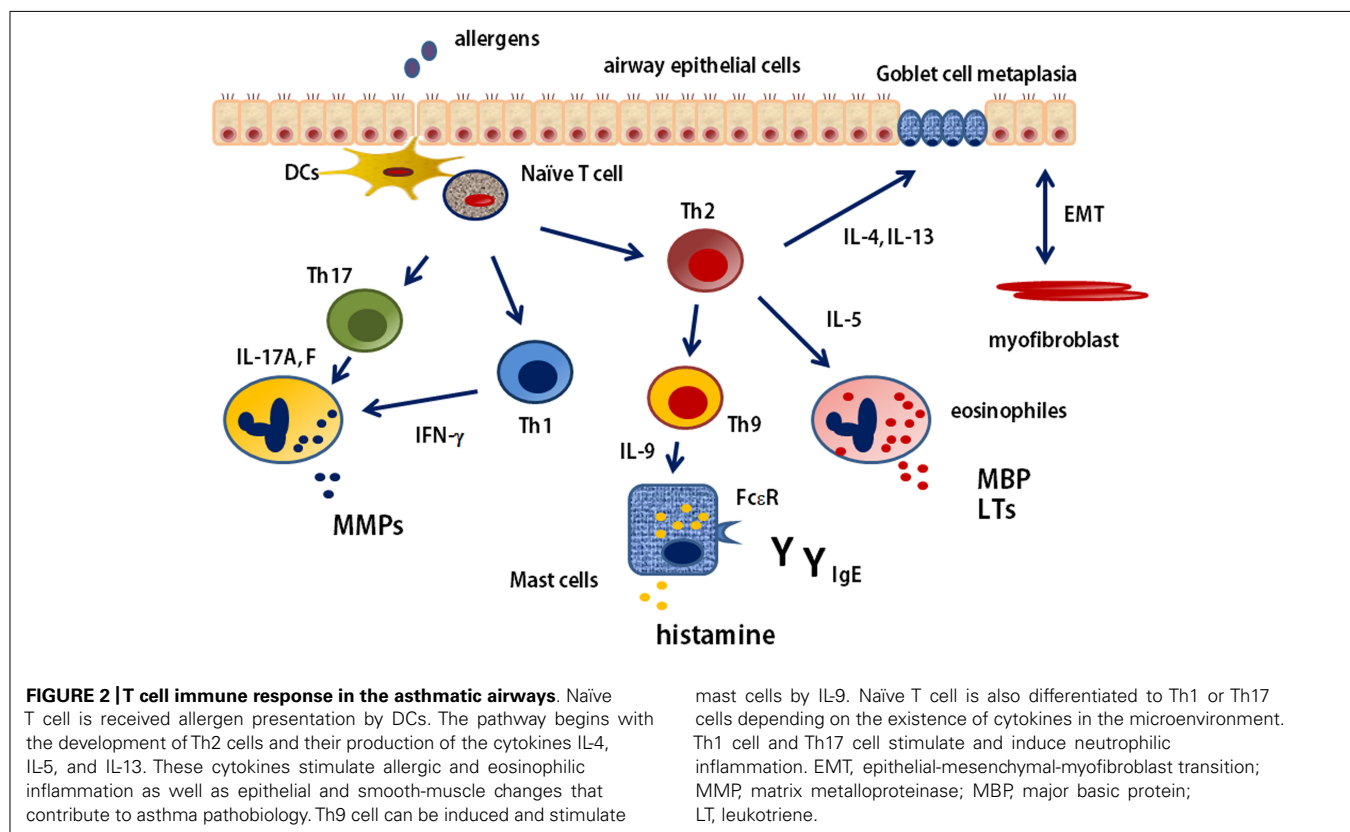 allergens
airway epithelial cells
Goblet cell metaplasia
DCs
Naïve T cell
Th2
EMT
IL-4, IL-13
Th17
IL-5
myofibroblast
IL-17A, F
eosinophiles
Th1
Th9
IFN-γ
IL-9
MBP
LTs
FcεR
MMPs
IgE
Mast cells
histamine
FIGURE 2 | T cell immune response in the asthmatic airways. Naïve
T cell is received allergen presentation by DCs. The pathway begins with
the development of Th2 cells and their production of the cytokines IL-4,
IL-5, and IL-13. These cytokines stimulate allergic and eosinophilic
inflammation as well as epithelial and smooth-muscle changes that
contribute to asthma pathobiology. Th9 cell can be induced and stimulate
mast cells by IL-9. Naïve T cell is also differentiated to Th1 or Th17
cells depending on the existence of cytokines in the microenvironment.
Th1 cell and Th17 cell stimulate and induce neutrophilic
inflammation. EMT, epithelial-mesenchymal-myofibroblast transition;
MMP, matrix metalloproteinase; MBP, major basic protein;
LT, leukotriene.